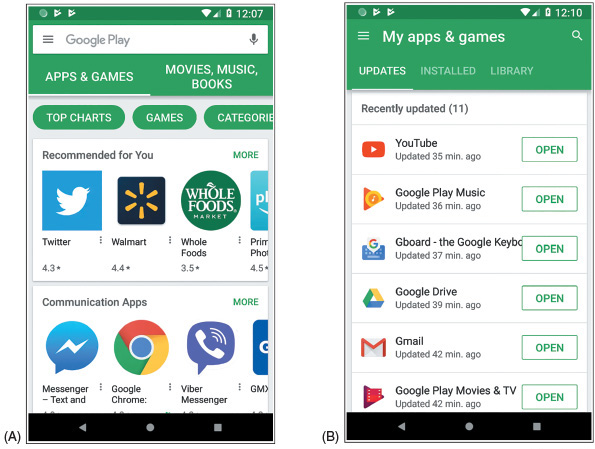 12:07
Google Play
APPS & GAMES
MOVIES, MUSIC,
BOOKS
TOP CHARTS
GAMES
CATEGORIE
Recommended for You
MORE
WHOLE
FOODS
MARKET
Twitter
Walmart
Whole
Foods
Prim
Phot
4.3★
4.4★
3.5★
4.5★
Communication Apps
MORE
Messenger
– Text and
Google
Chrome:
Viber
Messenger
GMX
(A)
12:10
My apps & games
UPDATES
INSTALLED
LIBRARY
Recently updated (11)
YouTube
Updated 35 min. ago
OPEN
Google Play Music
Updated 36 min. ago
OPEN
Gboard - the Google Keybo
Updated 37 min. ago
OPEN
Google Drive
Updated 39 min. ago
OPEN
Gmail
Updated 42 min. ago
OPEN
Google Play Movies & TV
Updated 42 min. ago
OPEN
(B)